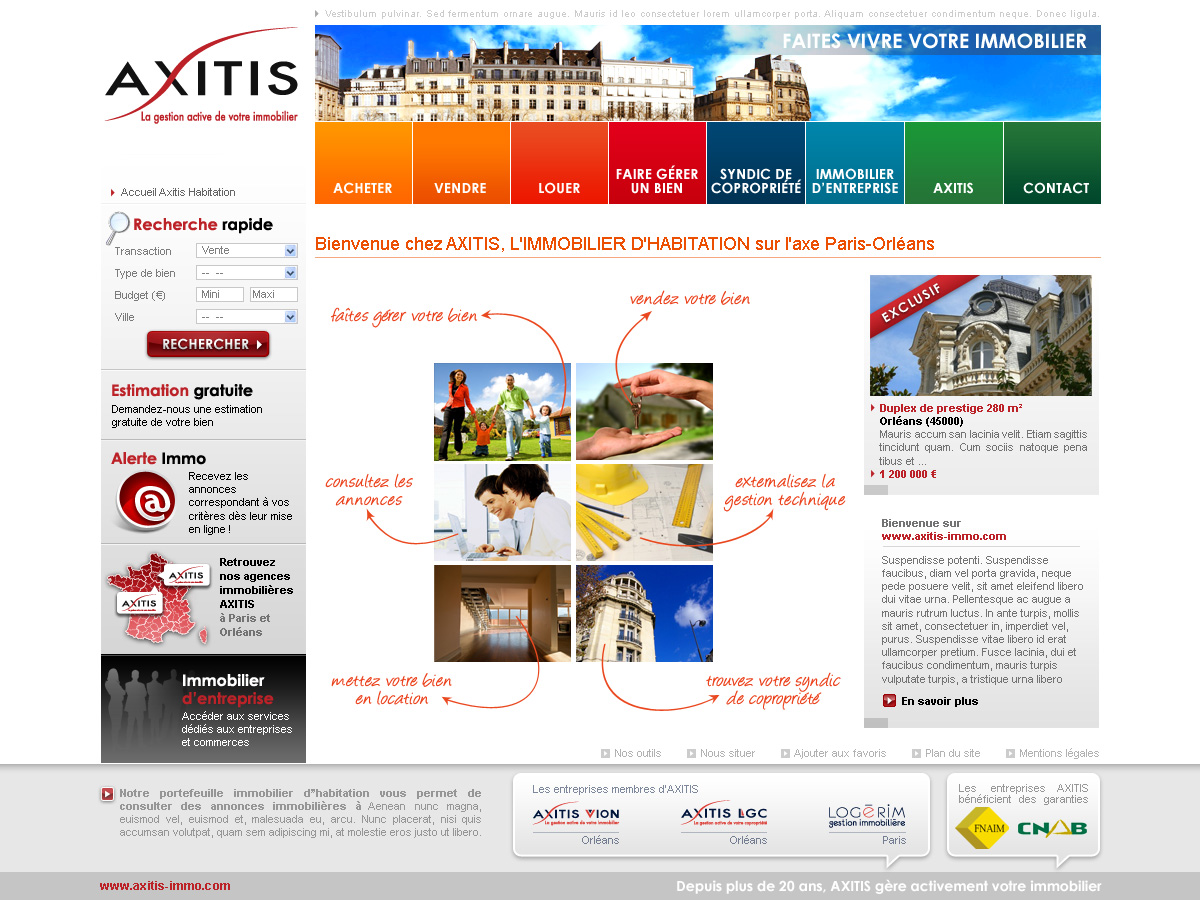 Vestibulum pulvinar. Sed fermentum ornare augue. Mauris id leo consectetuer lorem ullamcorper porta. Aliquam consectetuer condimentum neque. Donec ligula.
AXITIS
La gestion active de votre immobilier
FAITES VIVRE VOTRE IMMOBILIER
ACHETER
VENDRE
LOUER
FAIRE GÉRER
UN BIEN
SYNDIC DE
COPROPRIÉTÉ
IMMOBILIER
D'ENTREPRISE
AXITIS
CONTACT
Accueil Axitis Habitation
Recherche rapide
Transaction Vente
Type de bien -- --
Budget (€) Mini Maxi
Ville -- --
RECHERCHER
Estimation gratuite
Demandez-nous une estimation
gratuite de votre bien
Alerte Immo
Recevez les
annonces
correspondant à vos
critères dès leur mise
en ligne !
AXITIS
AXITIS
Retrouvez
nos agences
immobilières
AXITIS
à Paris et
Orléans
Immobilier
d'entreprise
Accéder aux services
dédiés aux entreprises
et commerces
Bienvenue chez AXITIS, L'IMMOBILIER D'HABITATION sur l'axe Paris-Orléans
faîtes gérer votre bien
vendez votre bien
consultez les
annonces
externalisez la
gestion technique
mettez votre bien
en location
trouvez votre syndic
de copropriété
EXCLUSIF
Duplex de prestige 280 m²
Orléans (45000)
Mauris accum san lacinia velit. Etiam sagittis
tincidunt quam. Cum sociis natoque pena
tibus et ...
1 200 000 €
Bienvenue sur
www.axitis-immo.com
Suspendisse potenti. Suspendisse
faucibus, diam vel porta gravida, neque
pede posuere velit, sit amet eleifend libero
dui vitae urna. Pellentesque ac augue a
mauris rutrum luctus. In ante turpis, mollis
sit amet, consectetuer in, imperdiet vel,
purus. Suspendisse vitae libero id erat
ullamcorper pretium. Fusce lacinia, dui et
faucibus condimentum, mauris turpis
vulputate turpis, a tristique urna libero
En savoir plus
Nos outils
Nous situer
Ajouter aux favoris
Plan du site
Mentions légales
Notre portefeuille immobilier d"habitation vous permet de
consulter des annonces immobilières à Aenean nunc magna,
euismod vel, euismod et, malesuada eu, arcu. Nunc placerat, nisi quis
accumsan volutpat, quam sem adipiscing mi, at molestie eros justo ut libero.
Les entreprises membres d'AXITIS
AXITIS VION
La gestion active de votre immobilier
Orléans
AXITIS LGC
La gestion active de votre copropriété
Orléans
LOGERIM
gestion immobilière
Paris
Les entreprises AXITIS
bénéficient des garanties
FNAIM
CNAB
www.axitis-immo.com
Depuis plus de 20 ans, AXITIS gère activement votre immobilier